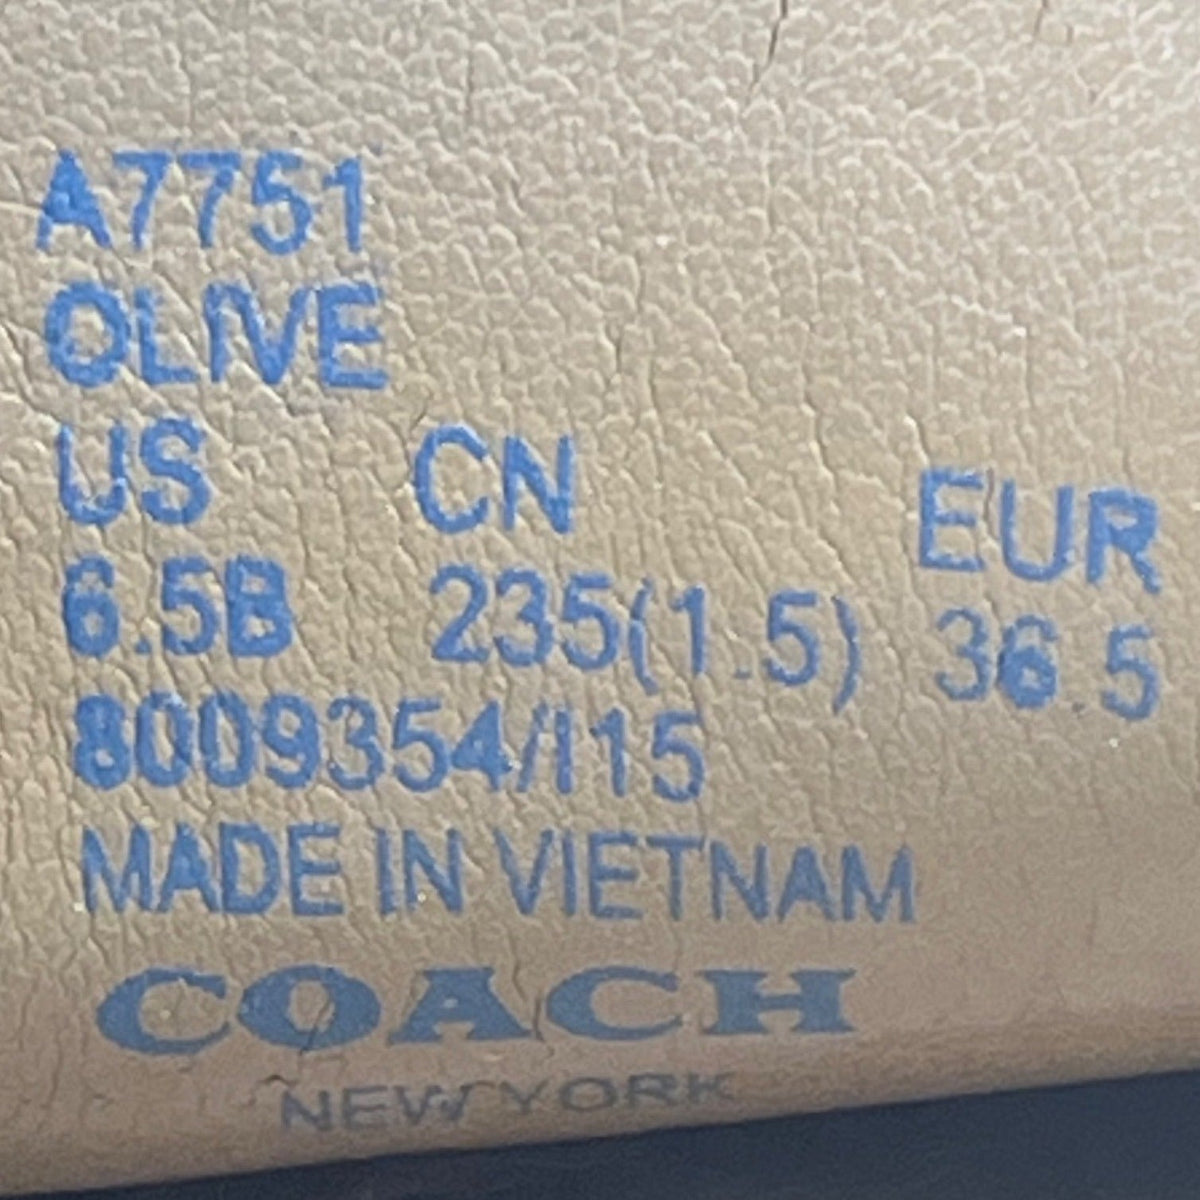 A7751
OLIVE
US CN EUR
6.5B 235(1.5) 36.5
8009354/I15
MADE IN VIETNAM
COACH
NEW YORK